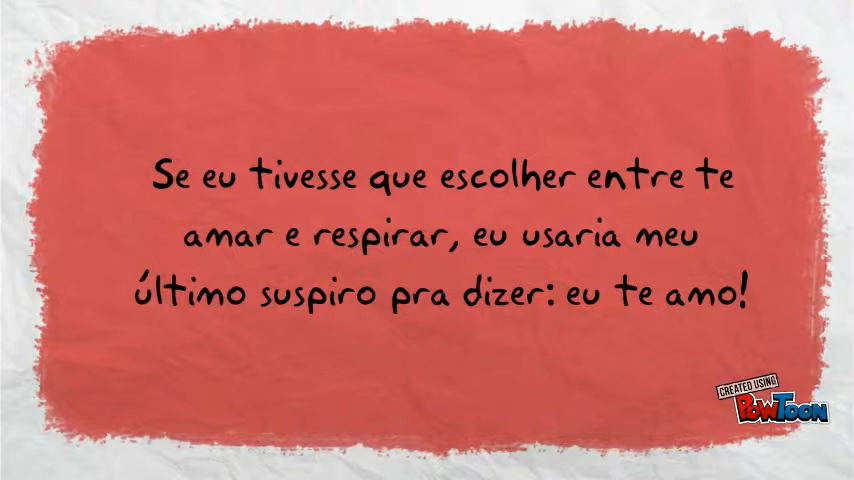 Se eu tivesse que escolher entre te
amar e respirar, eu usaria meu
último suspiro pra dizer: eu te amo!
CREATED USING
POWTOON